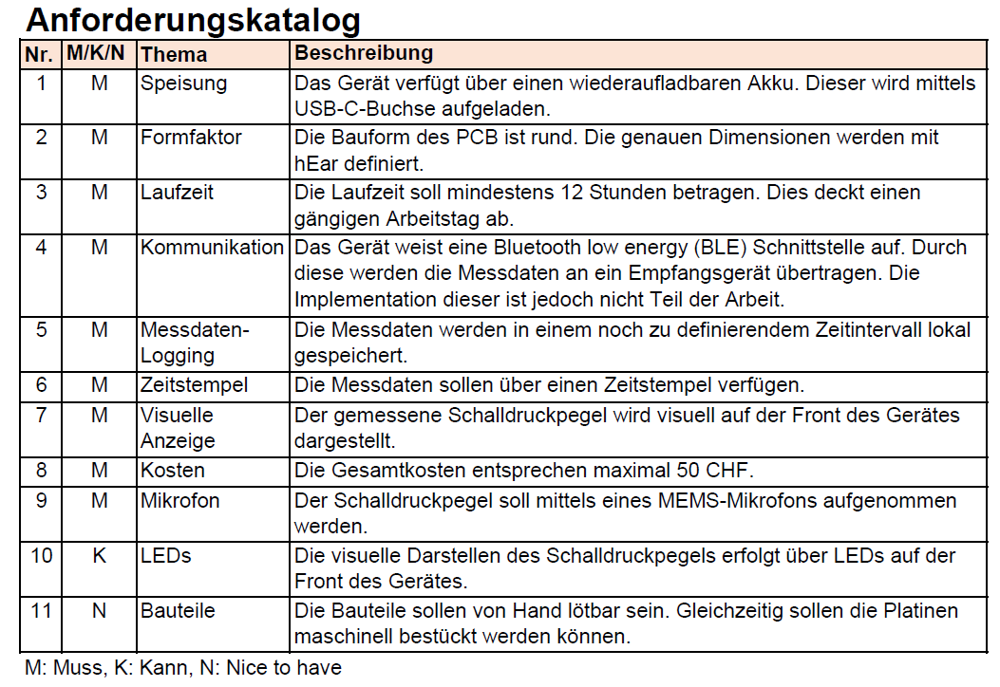 Anforderungskatalog
Nr. M/K/N Thema Beschreibung
1 M Speisung Das Gerät verfügt über einen wiederaufladbaren Akku. Dieser wird mittels
USB-C-Buchse aufgeladen.
2 M Formfaktor Die Bauform des PCB ist rund. Die genauen Dimensionen werden mit
hEar definiert.
3 M Laufzeit Die Laufzeit soll mindestens 12 Stunden betragen. Dies deckt einen
gängigen Arbeitstag ab.
4 M Kommunikation Das Gerät weist eine Bluetooth low energy (BLE) Schnittstelle auf. Durch
diese werden die Messdaten an ein Empfangsgerät übertragen. Die
Implementation dieser ist jedoch nicht Teil der Arbeit.
5 M Messdaten- Die Messdaten werden in einem noch zu definierendem Zeitintervall lokal
Logging gespeichert.
6 M Zeitstempel Die Messdaten sollen über einen Zeitstempel verfügen.
7 M Visuelle Der gemessene Schalldruckpegel wird visuell auf der Front des Gerätes
Anzeige dargestellt.
8 M Kosten Die Gesamtkosten entsprechen maximal 50 CHF.
9 M Mikrofon Der Schalldruckpegel soll mittels eines MEMS-Mikrofons aufgenommen
werden.
10 K LEDs Die visuelle Darstellen des Schalldruckpegels erfolgt über LEDs auf der
Front des Gerätes.
11 N Bauteile Die Bauteile sollen von Hand lötbar sein. Gleichzeitig sollen die Platinen
maschinell bestückt werden können.
M: Muss, K: Kann, N: Nice to have